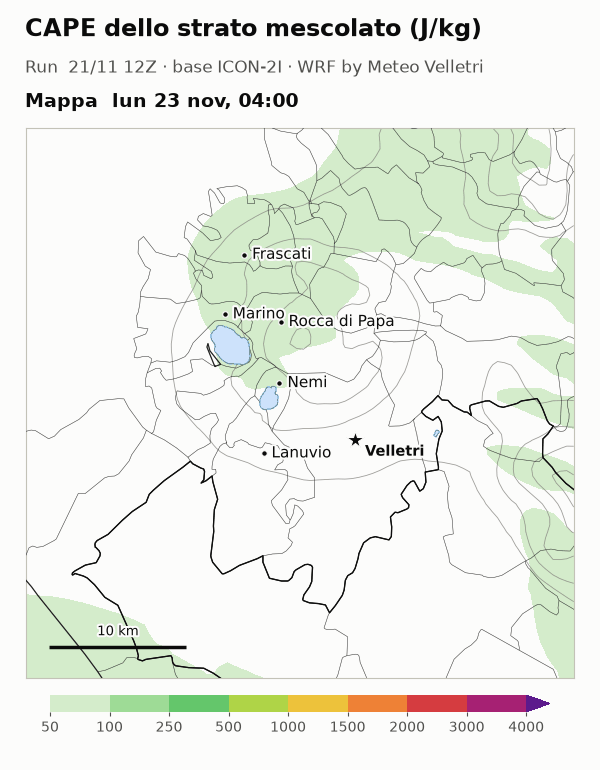 CAPE dello strato mescolato (J/kg)
Run  21/11 12Z · base ICON-2I · WRF by Meteo Velletri
Mappa  lun 23 nov, 04:00
Frascati
Marino
Rocca di Papa
Nemi
Velletri
Lanuvio
10 km
50 100 250 500 1000 1500 2000 3000 4000